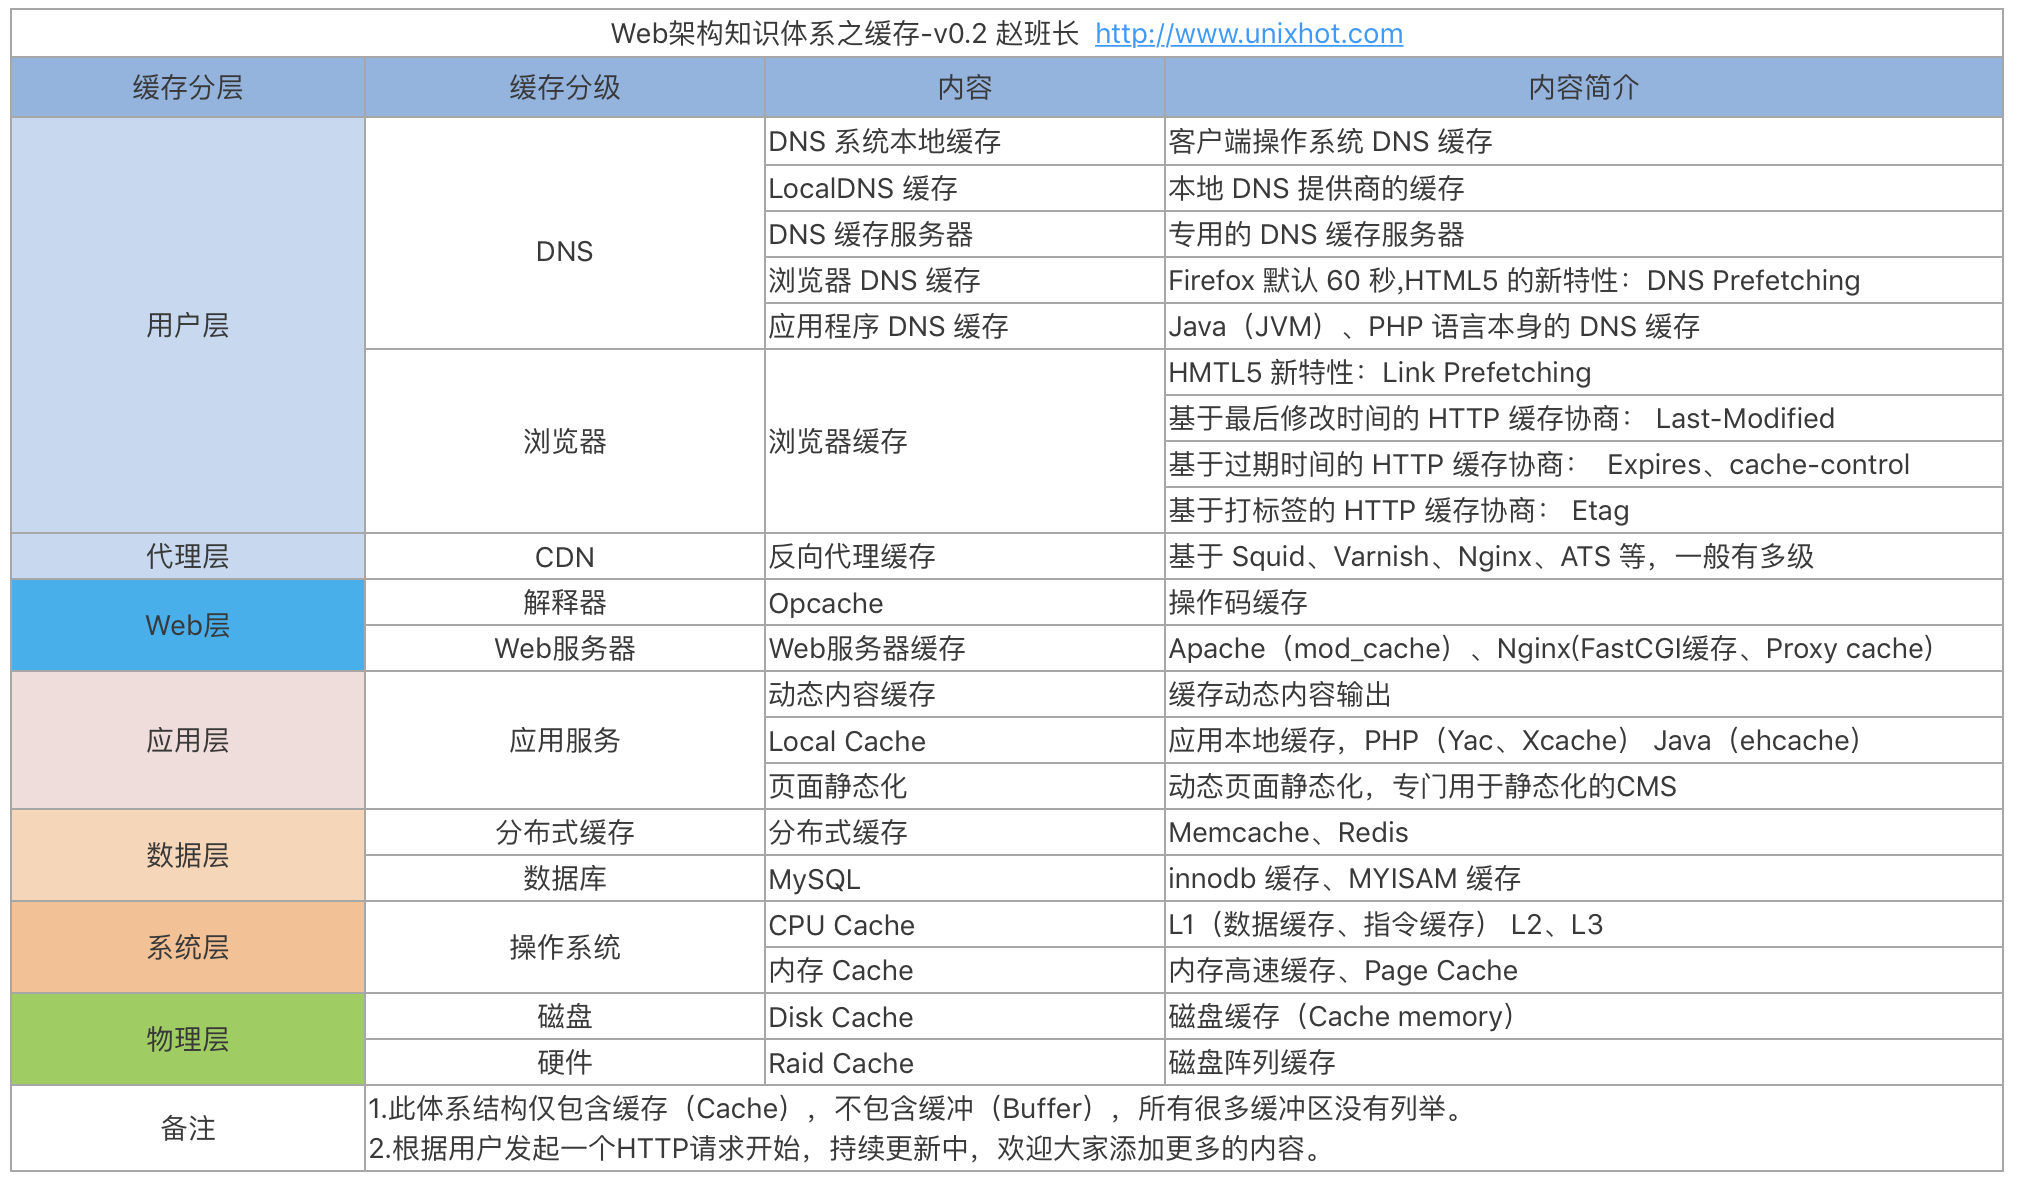 Web架构知识体系之缓存-v0.2 赵班长 http://www.unixhot.com
缓存分层 缓存分级 内容 内容简介
用户层
DNS
DNS 系统本地缓存 客户端操作系统 DNS 缓存
LocalDNS 缓存 本地 DNS 提供商的缓存
DNS 缓存服务器 专用的 DNS 缓存服务器
浏览器 DNS 缓存 Firefox 默认 60 秒,HTML5 的新特性：DNS Prefetching
应用程序 DNS 缓存 Java（JVM）、PHP 语言本身的 DNS 缓存
浏览器 浏览器缓存
HMTL5 新特性：Link Prefetching
基于最后修改时间的 HTTP 缓存协商： Last-Modified
基于过期时间的 HTTP 缓存协商： Expires、cache-control
基于打标签的 HTTP 缓存协商： Etag
代理层 CDN 反向代理缓存 基于 Squid、Varnish、Nginx、ATS 等，一般有多级
Web层
解释器 Opcache 操作码缓存
Web服务器 Web服务器缓存 Apache（mod_cache）、Nginx(FastCGI缓存、Proxy cache)
应用层 应用服务
动态内容缓存 缓存动态内容输出
Local Cache 应用本地缓存，PHP（Yac、Xcache） Java（ehcache）
页面静态化 动态页面静态化，专门用于静态化的CMS
数据层
分布式缓存 分布式缓存 Memcache、Redis
数据库 MySQL innodb 缓存、MYISAM 缓存
系统层 操作系统
CPU Cache L1（数据缓存、指令缓存） L2、L3
内存 Cache 内存高速缓存、Page Cache
物理层
磁盘 Disk Cache 磁盘缓存（Cache memory）
硬件 Raid Cache 磁盘阵列缓存
备注
1.此体系结构仅包含缓存（Cache），不包含缓冲（Buffer），所有很多缓冲区没有列举。
2.根据用户发起一个HTTP请求开始，持续更新中，欢迎大家添加更多的内容。